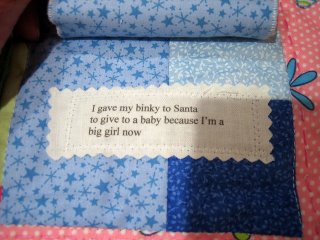 I gave my binky to Santa
to give to a baby because I'm a
big girl now